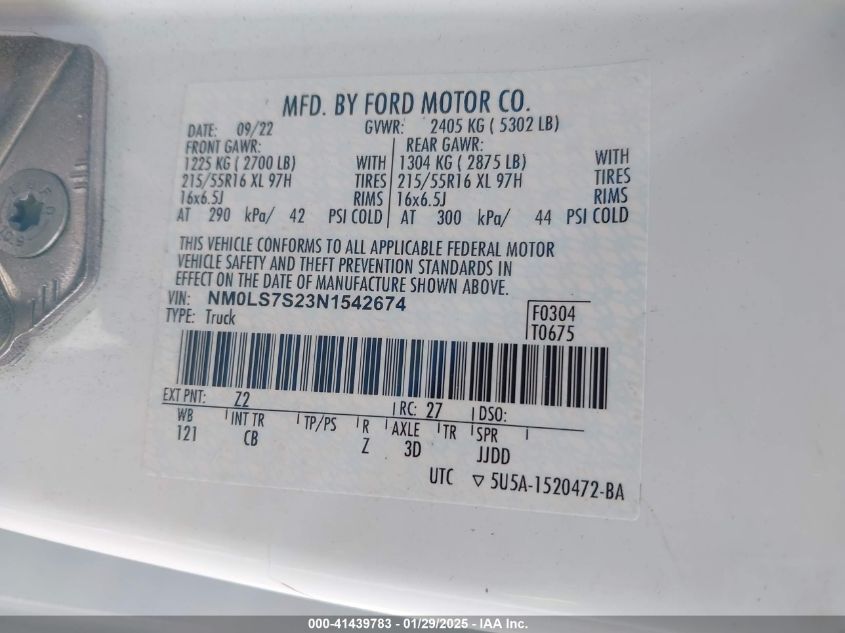 MFD. BY FORD MOTOR CO.
DATE: 09/22 GVWR: 2405 KG ( 5302 LB)
FRONT GAWR: REAR GAWR:
1225 KG ( 2700 LB) WITH 1304 KG ( 2875 LB) WITH
215/55R16 XL 97H TIRES 215/55R16 XL 97H TIRES
16x6.5J RIMS 16x6.5J RIMS
AT 290 kPa/ 42 PSI COLD AT 300 kPa/ 44 PSI COLD
THIS VEHICLE CONFORMS TO ALL APPLICABLE FEDERAL MOTOR
VEHICLE SAFETY AND THEFT PREVENTION STANDARDS IN
EFFECT ON THE DATE OF MANUFACTURE SHOWN ABOVE.
VIN: NM0LS7S23N1542674 F0304
TYPE: Truck T0675
EXT PNT: Z2 RC: 27 DSO:
WB INT TR TP/PS R AXLE TR SPR
121 CB Z 3D JJDD
UTC ▽ 5U5A-1520472-BA
000-41439783 - 01/29/2025 - IAA Inc.